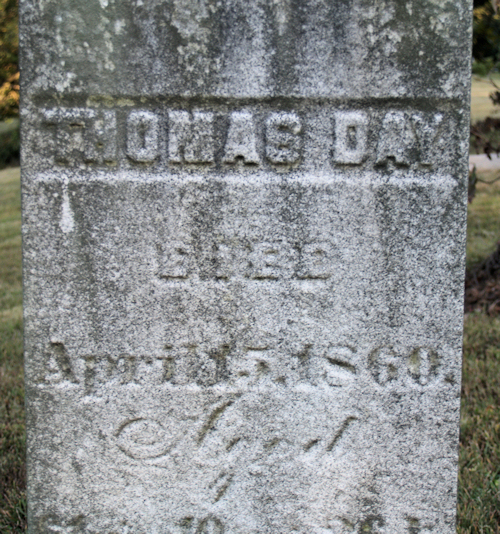 THOMAS DAY
DIED
April 15, 1860.
Aged